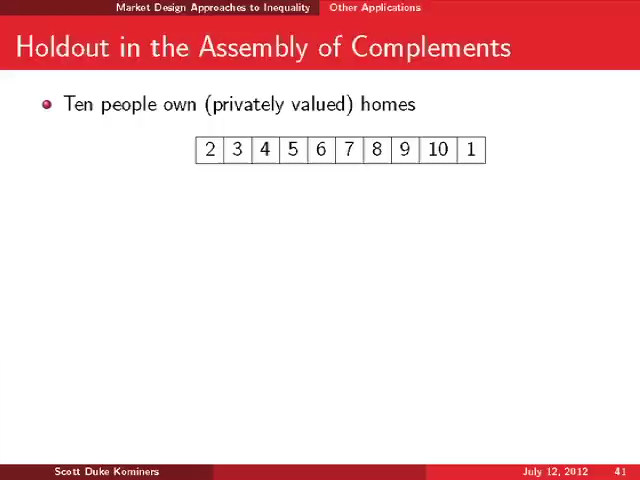 Market Design Approaches to Inequality Other Applications
Holdout in the Assembly of Complements
Ten people own (privately valued) homes
2 3 4 5 6 7 8 9 10 1
Scott Duke Kominers July 12, 2012 41